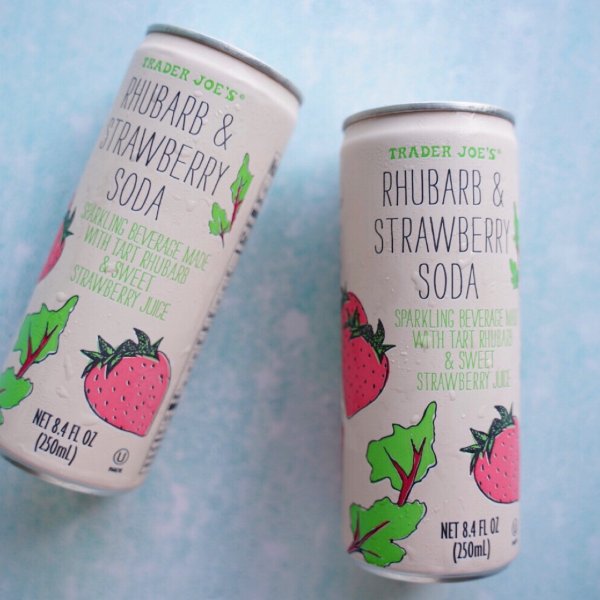 TRADER JOE'S®
RHUBARB &
STRAWBERRY
SODA
SPARKLING BEVERAGE MADE
WITH TART RHUBARB
& SWEET
STRAWBERRY JUICE
NET 8.4 FL OZ
(250mL)
U
TRADER JOE'S®
RHUBARB &
STRAWBERRY
SODA
SPARKLING BEVERAGE MADE
WITH TART RHUBARB
& SWEET
STRAWBERRY JUICE
NET 8.4 FL OZ
(250mL)